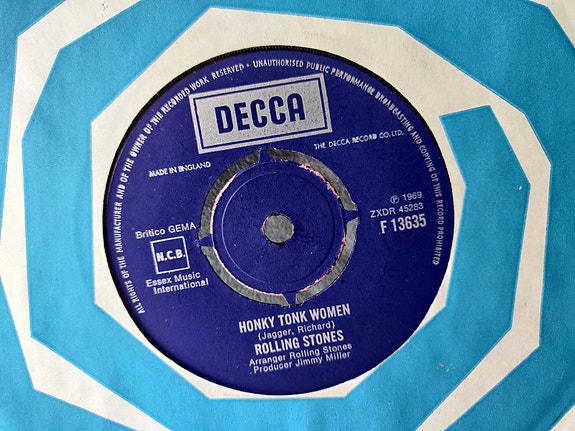 ALL RIGHTS OF THE MANUFACTURER AND OF THE OWNER OF THE RECORDED WORK RESERVED • UNAUTHORISED PUBLIC PERFORMANCE BROADCASTING AND COPYING OF THIS RECORD PROHIBITED
DECCA
THE DECCA RECORD CO. LTD.
MADE IN ENGLAND
℗ 1969
ZXDR 45283
F 13635
Britico GEMA
N.C.B.
Essex Music
International
HONKY TONK WOMEN
(Jagger, Richard)
ROLLING STONES
Arranger Rolling Stones
Producer Jimmy Miller